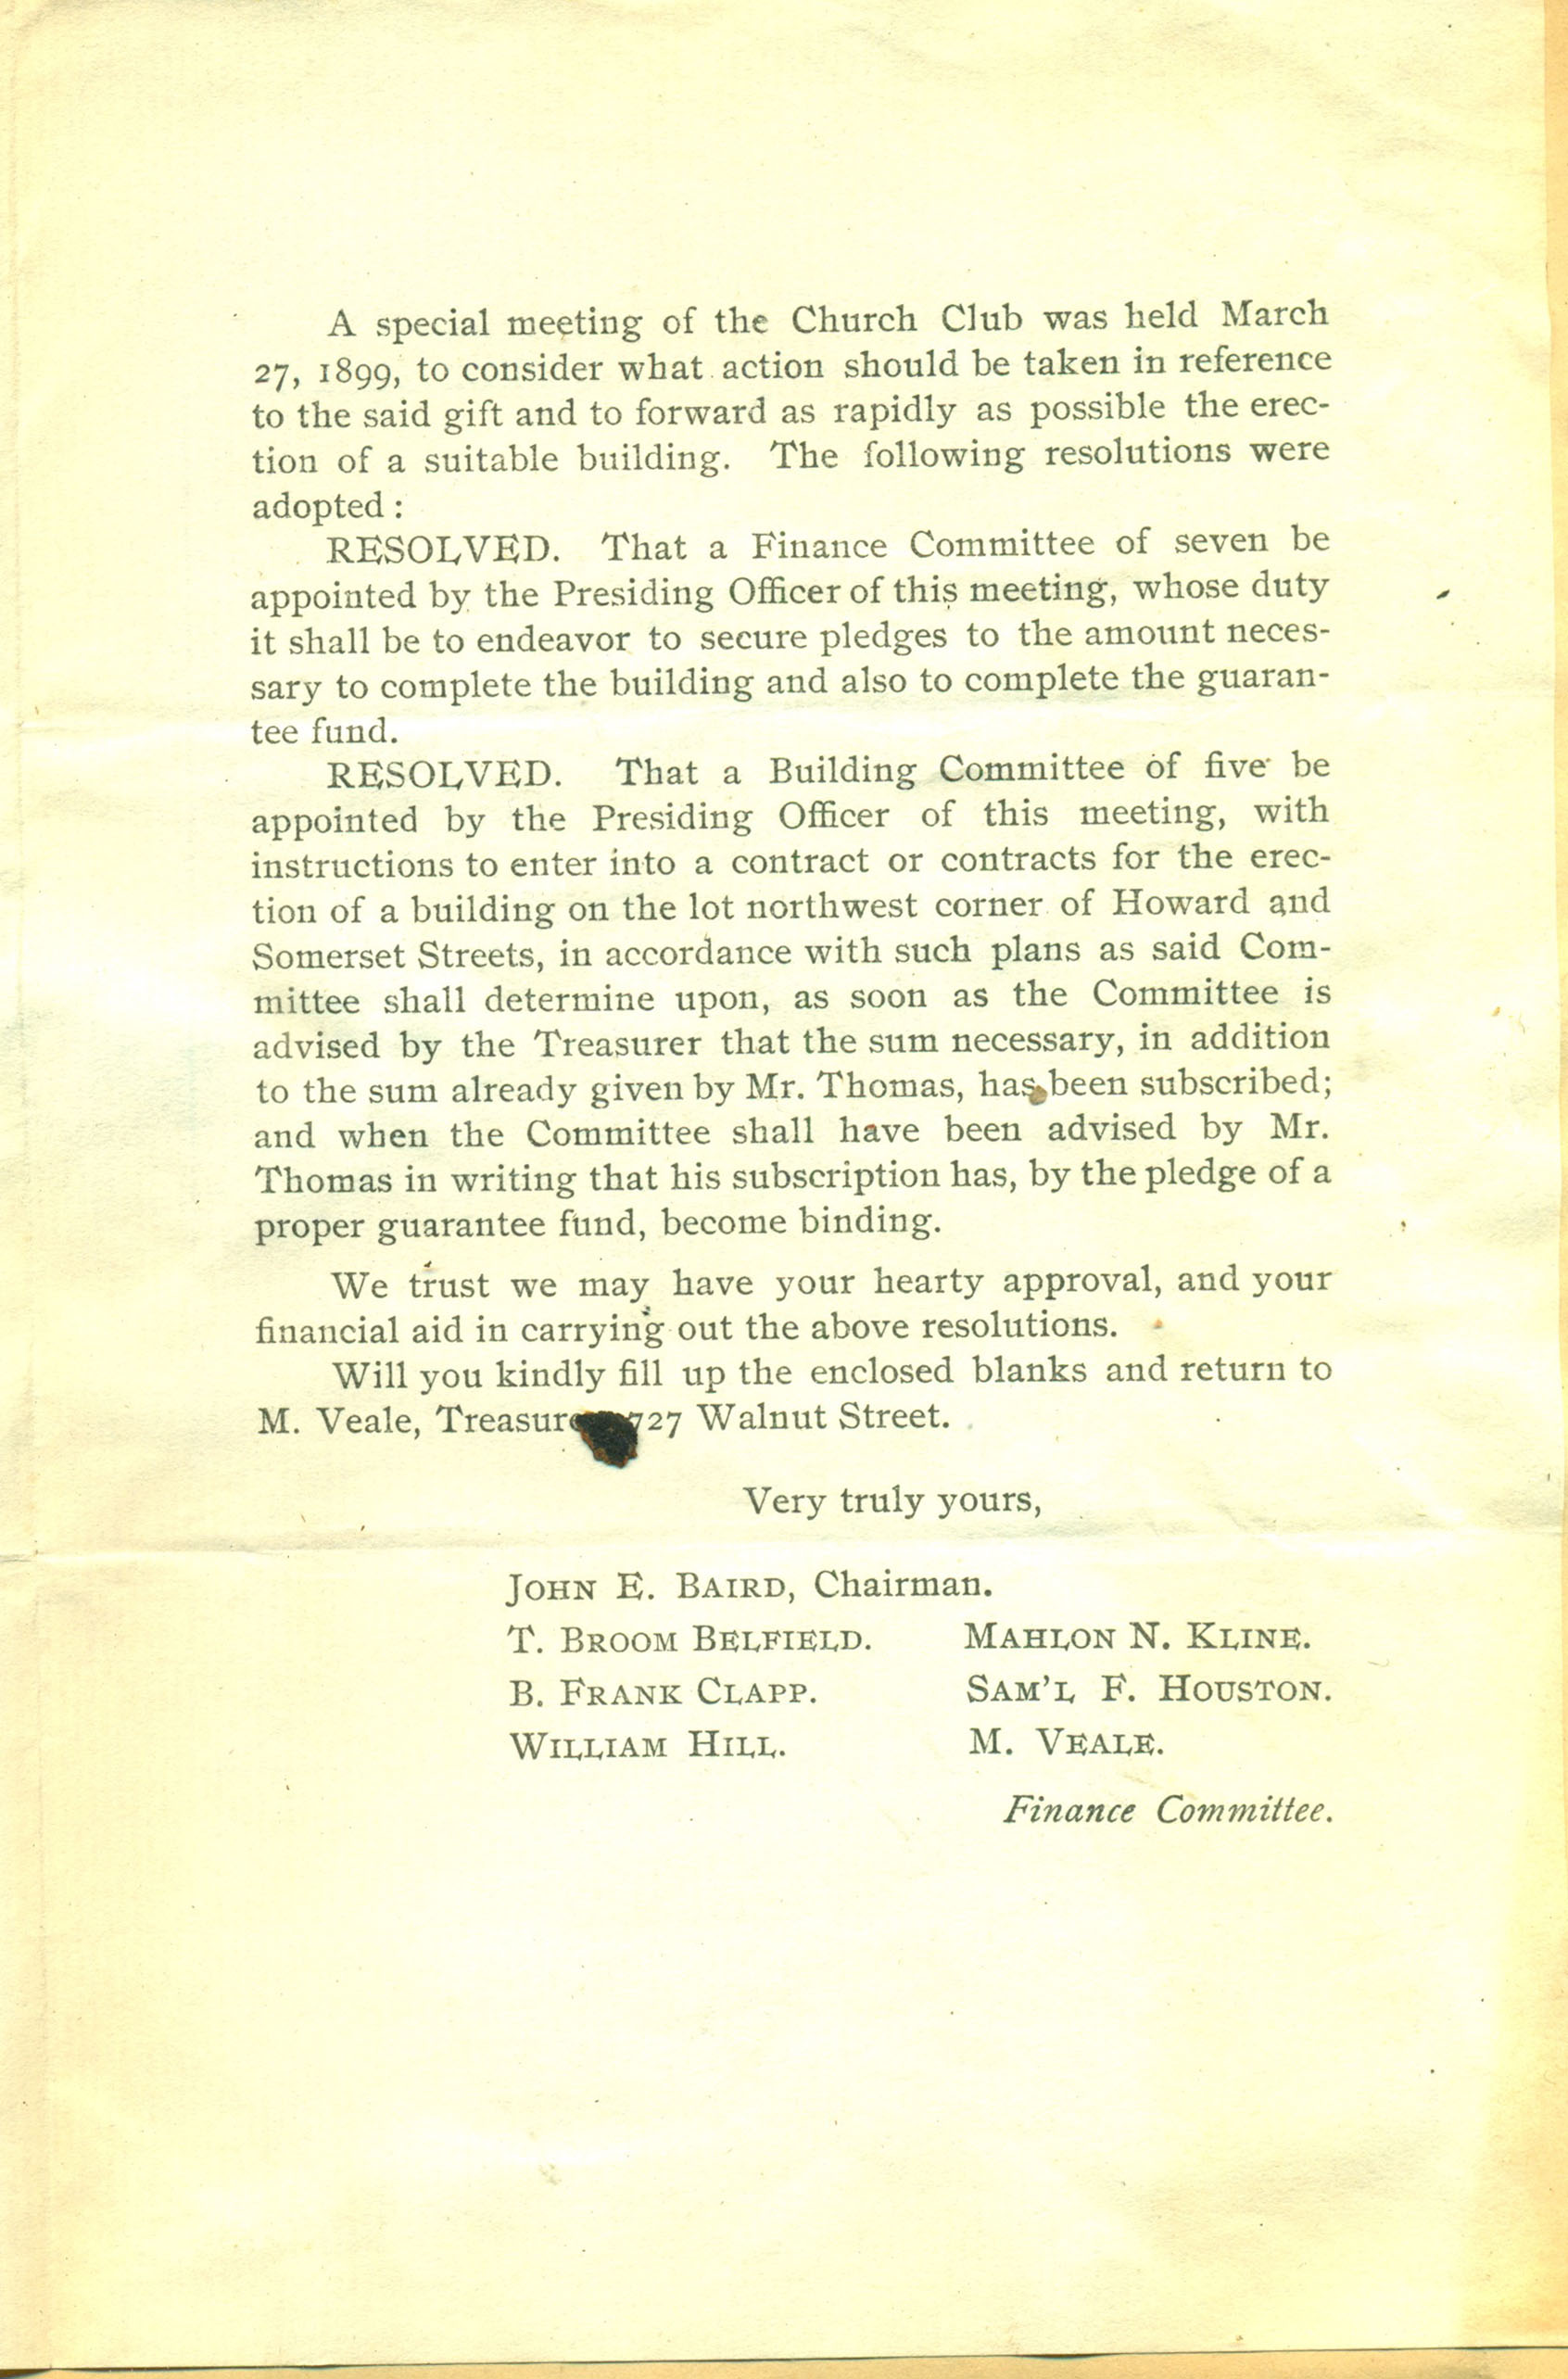 A special meeting of the Church Club was held March
27, 1899, to consider what action should be taken in reference
to the said gift and to forward as rapidly as possible the erec-
tion of a suitable building. The following resolutions were
adopted :
RESOLVED. That a Finance Committee of seven be
appointed by the Presiding Officer of this meeting, whose duty
it shall be to endeavor to secure pledges to the amount neces-
sary to complete the building and also to complete the guaran-
tee fund.
RESOLVED. That a Building Committee of five be
appointed by the Presiding Officer of this meeting, with
instructions to enter into a contract or contracts for the erec-
tion of a building on the lot northwest corner of Howard and
Somerset Streets, in accordance with such plans as said Com-
mittee shall determine upon, as soon as the Committee is
advised by the Treasurer that the sum necessary, in addition
to the sum already given by Mr. Thomas, has been subscribed;
and when the Committee shall have been advised by Mr.
Thomas in writing that his subscription has, by the pledge of a
proper guarantee fund, become binding.
We trust we may have your hearty approval, and your
financial aid in carrying out the above resolutions.
Will you kindly fill up the enclosed blanks and return to
M. Veale, 727 Walnut Street.
Very truly yours,
JOHN E. BAIRD, Chairman.
T. BROOM BELFIELD. MAHLON N. KLINE.
B. FRANK CLAPP. SAM'L F. HOUSTON.
WILLIAM HILL. M. VEALE.
Finance Committee.